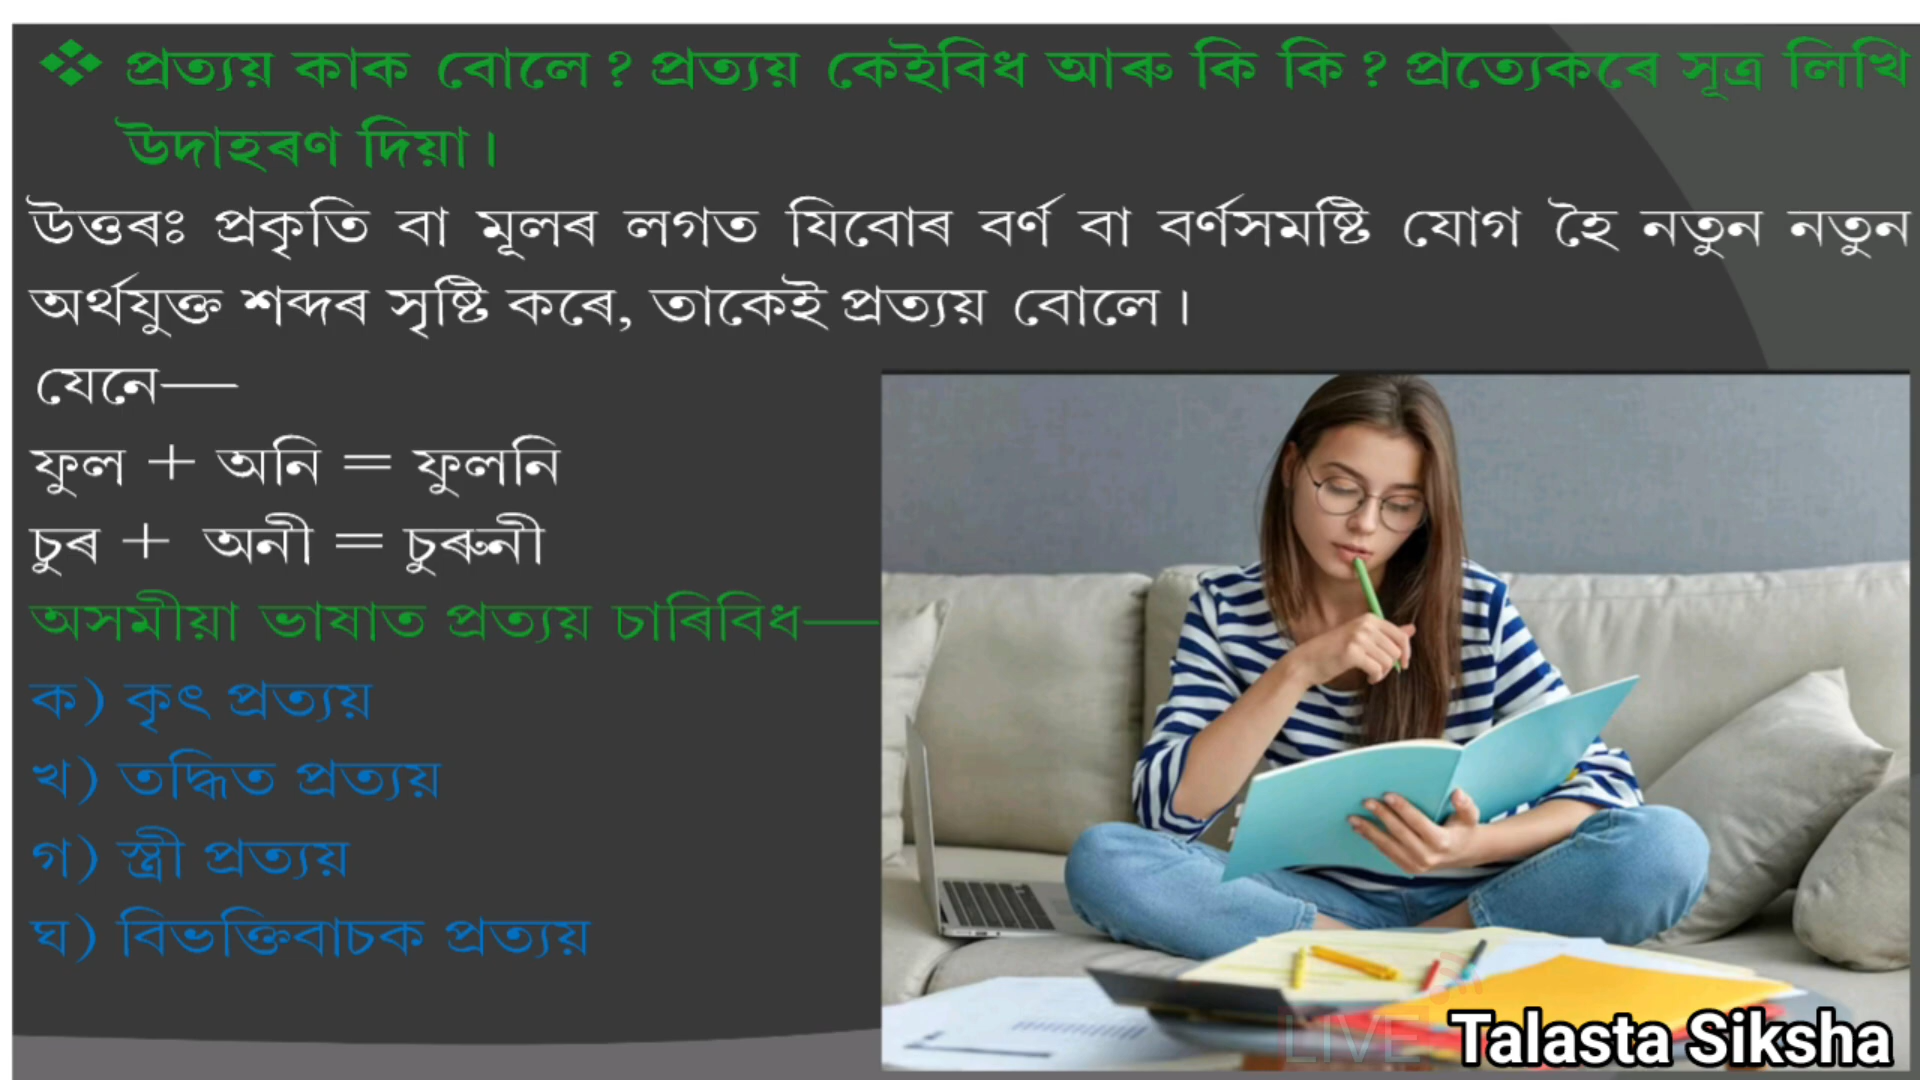 ❖ প্ৰত্যয় কাক বোলে ? প্ৰত্যয় কেইবিধ আৰু কি কি ? প্ৰত্যেকৰে সূত্ৰ লিখি
উদাহৰণ দিয়া।
উত্তৰঃ প্ৰকৃতি বা মূলৰ লগত যিবোৰ বৰ্ণ বা বৰ্ণসমষ্টি যোগ হৈ নতুন নতুন
অৰ্থযুক্ত শব্দৰ সৃষ্টি কৰে, তাকেই প্ৰত্যয় বোলে।
যেনে—
ফুল + অনি = ফুলনি
চুৰ + অনী = চুৰুনী
অসমীয়া ভাষাত প্ৰত্যয় চাৰিবিধ—
ক) কৃৎ প্ৰত্যয়
খ) তদ্ধিত প্ৰত্যয়
গ) স্ত্ৰী প্ৰত্যয়
ঘ) বিভক্তিবাচক প্ৰত্যয়
LIVE
Talasta Siksha